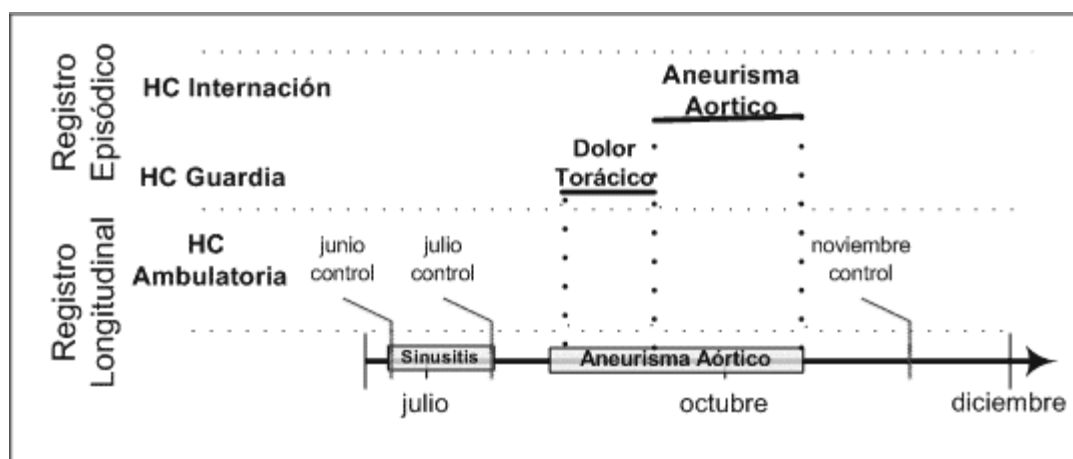 Registro
Episódico
HC Internación
Aneurisma
Aortico
HC Guardia
Dolor
Torácico
Registro
Longitudinal
HC
Ambulatoria
junio
control
julio
control
noviembre
control
Sinusitis
Aneurisma Aórtico
julio
octubre
diciembre